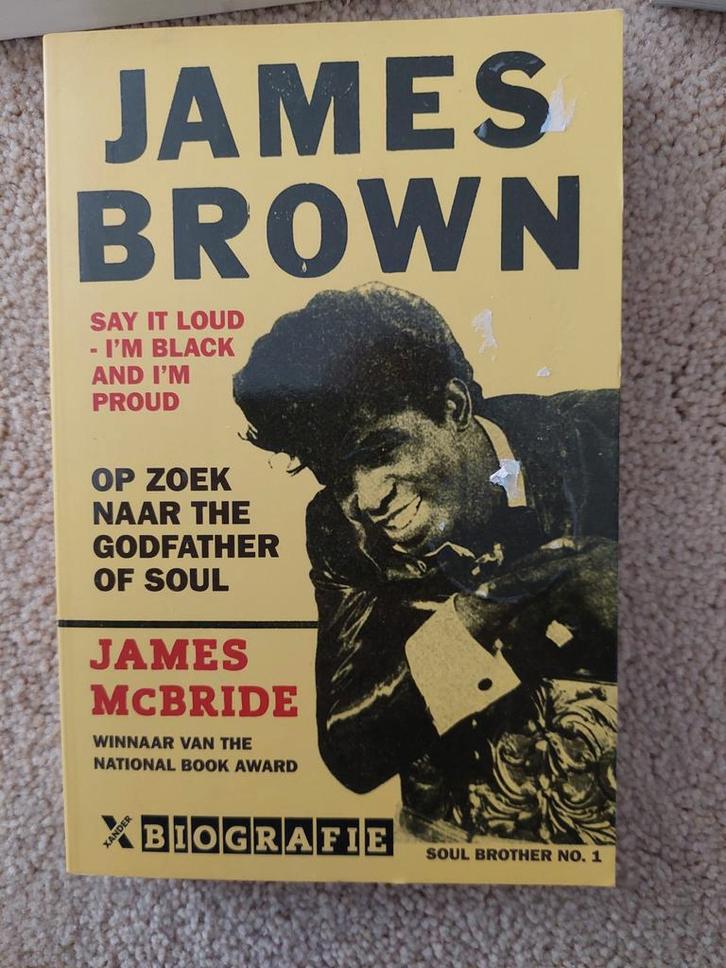 JAMES
BROWN
SAY IT LOUD
- I'M BLACK
AND I'M
PROUD
OP ZOEK
NAAR THE
GODFATHER
OF SOUL
JAMES
McBRIDE
WINNAAR VAN THE
NATIONAL BOOK AWARD
XANDER
BIOGRAFIE
SOUL BROTHER NO. 1